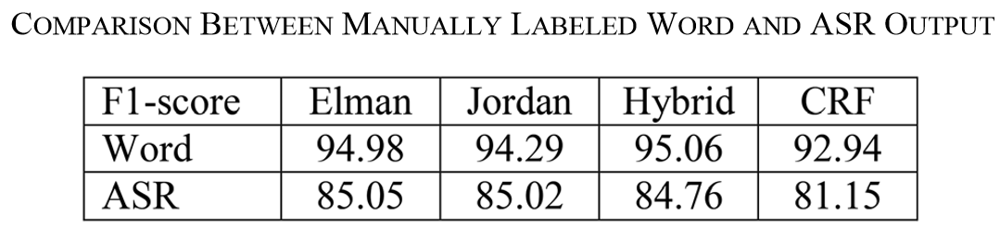 COMPARISON BETWEEN MANUALLY LABELED WORD AND ASR OUTPUT
F1-score Elman Jordan Hybrid CRF
Word 94.98 94.29 95.06 92.94
ASR 85.05 85.02 84.76 81.15